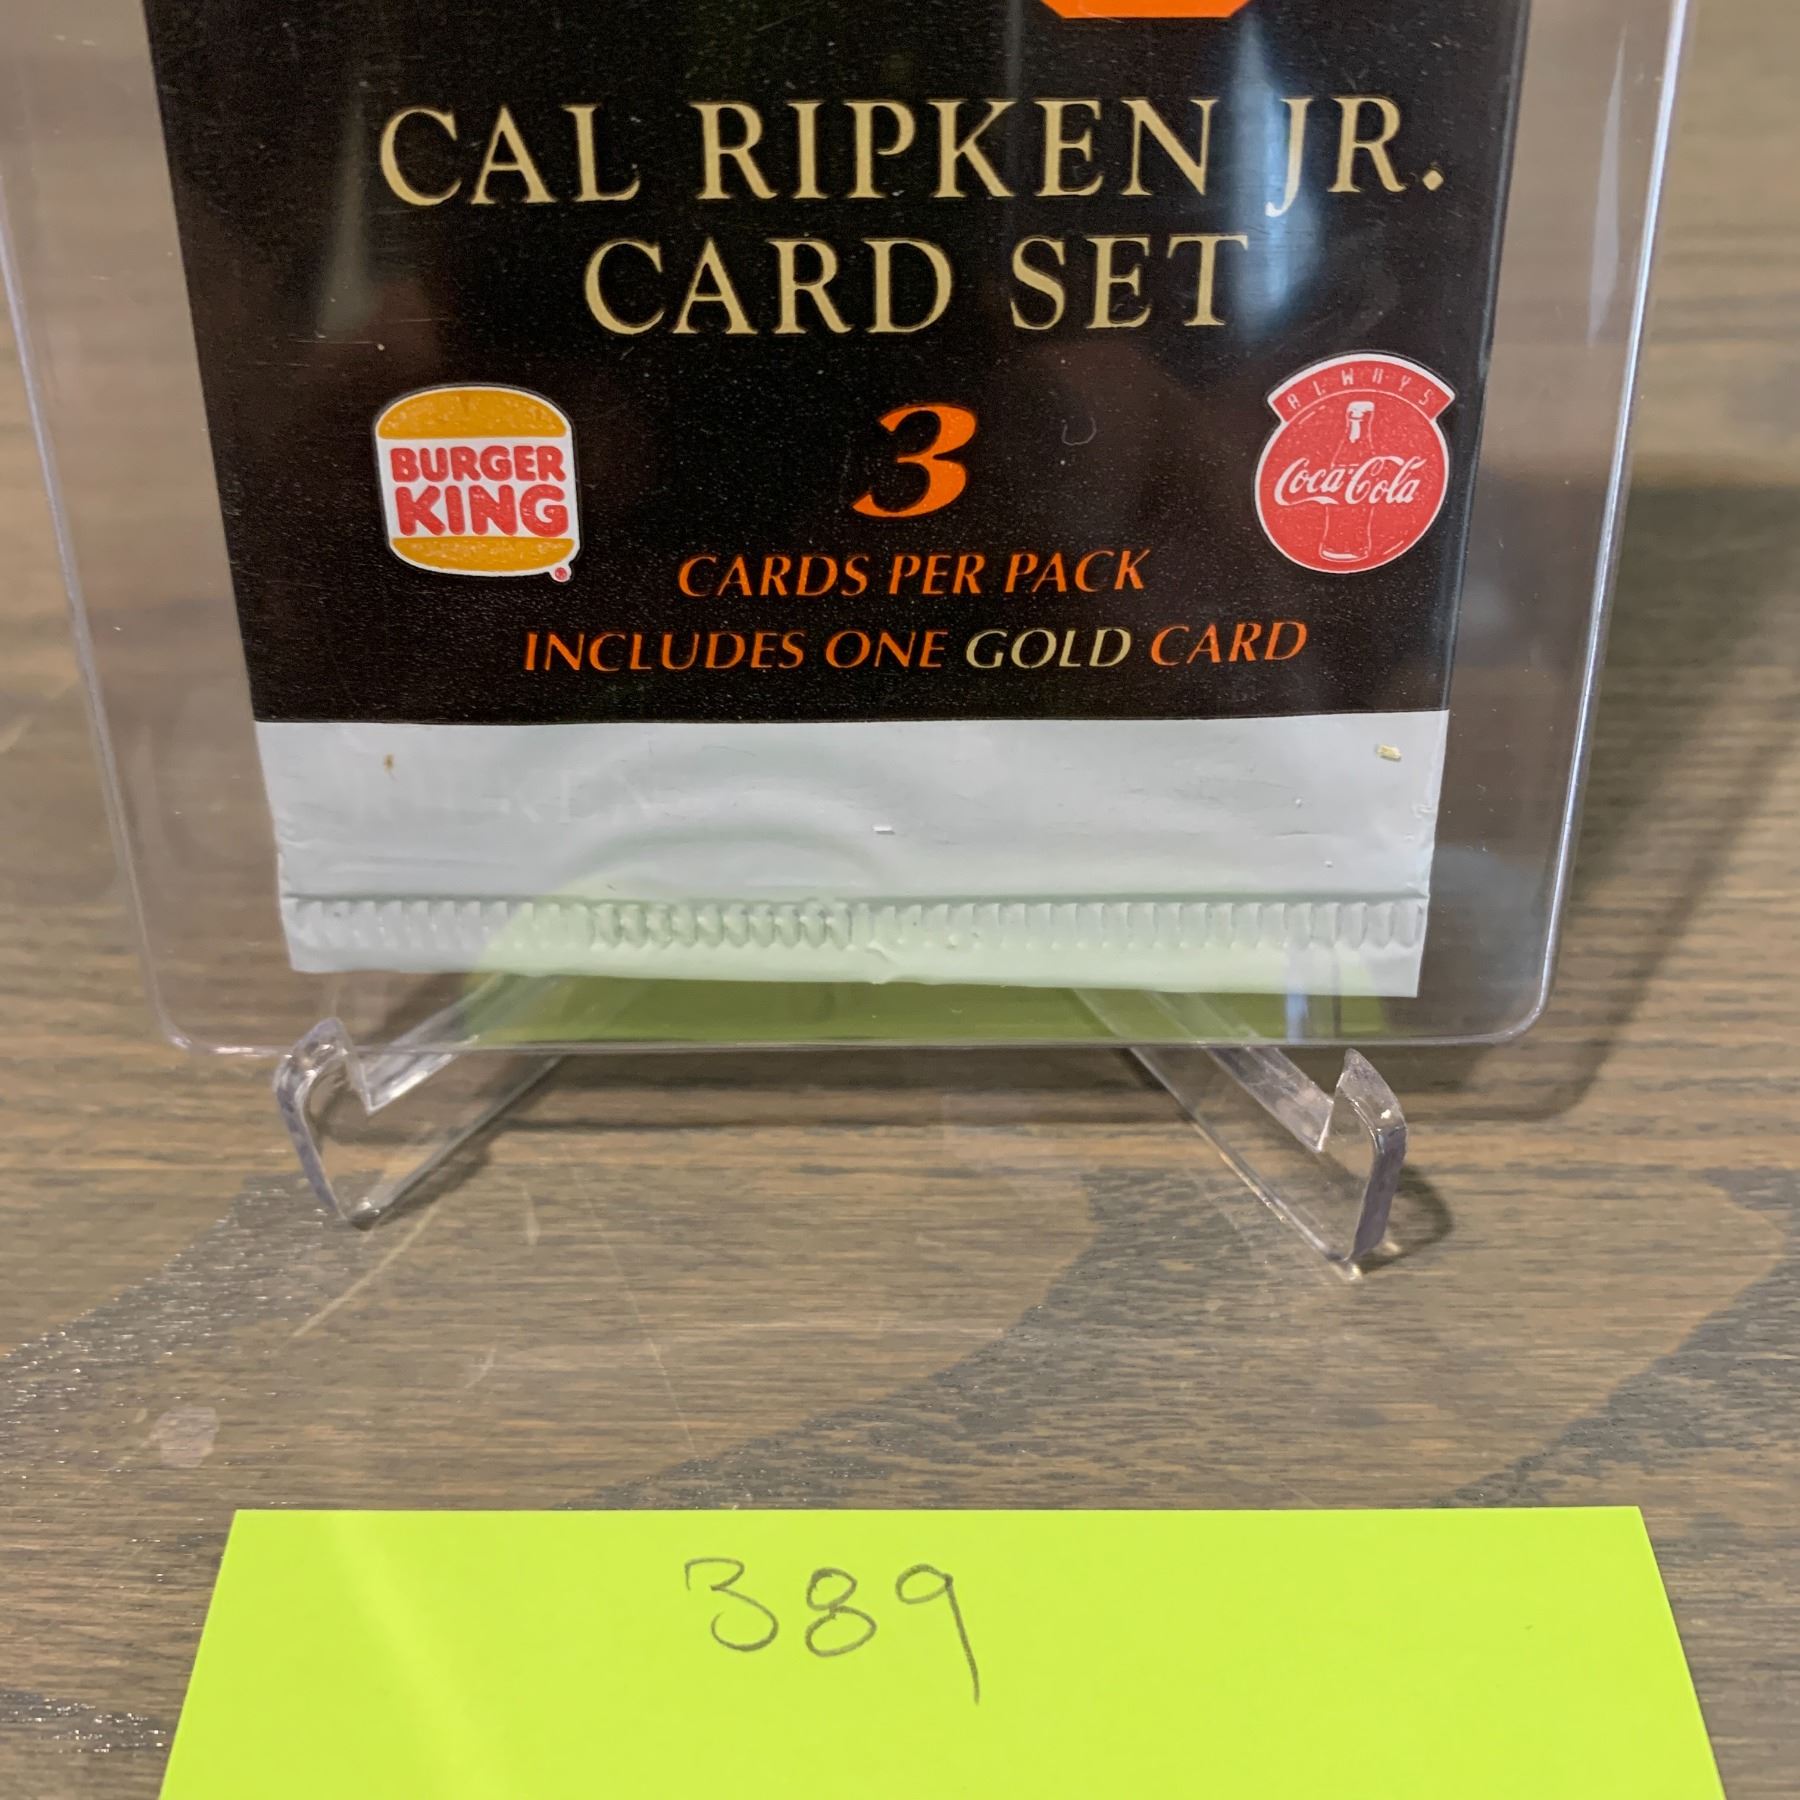 CAL RIPKEN JR.
CARD SET
BURGER
KING
3
ALWAYS
Coca-Cola
CARDS PER PACK
INCLUDES ONE GOLD CARD
389